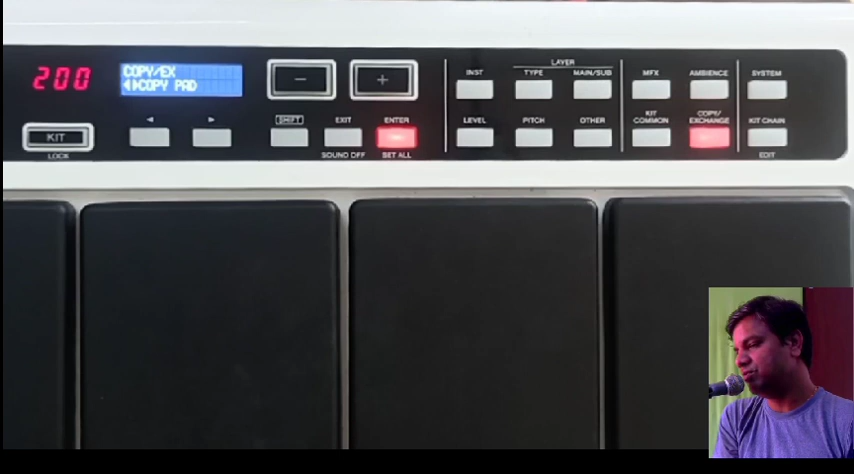 200
COPY/EX
COPY PAD
KIT
LOCK
SHIFT
EXIT
ENTER
SOUND OFF
SET ALL
INST
LAYER
TYPE
MAIN/SUB
MFX
AMBIENCE
SYSTEM
LEVEL
PITCH
OTHER
KIT
COMMON
COPY/
EXCHANGE
KIT CHAIN
EDIT